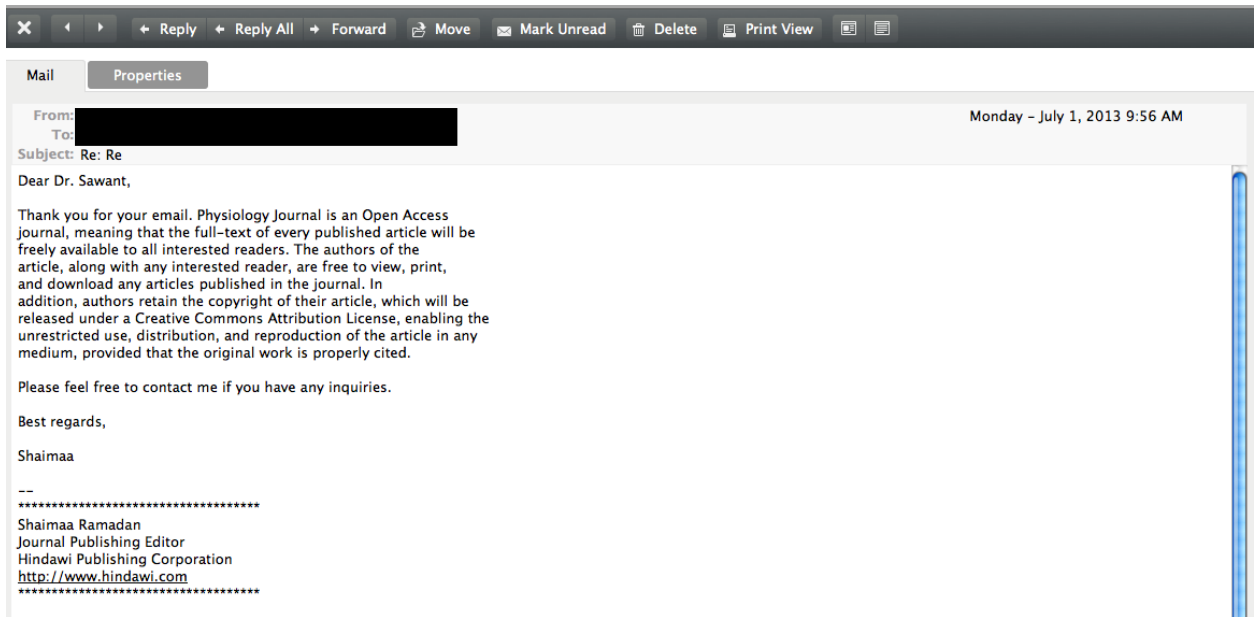 Reply Reply All Forward Move Mark Unread Delete Print View
Mail Properties
From: Monday – July 1, 2013 9:56 AM
To:
Subject: Re: Re
Dear Dr. Sawant,
Thank you for your email. Physiology Journal is an Open Access
journal, meaning that the full-text of every published article will be
freely available to all interested readers. The authors of the
article, along with any interested reader, are free to view, print,
and download any articles published in the journal. In
addition, authors retain the copyright of their article, which will be
released under a Creative Commons Attribution License, enabling the
unrestricted use, distribution, and reproduction of the article in any
medium, provided that the original work is properly cited.
Please feel free to contact me if you have any inquiries.
Best regards,
Shaimaa
--
************************************
Shaimaa Ramadan
Journal Publishing Editor
Hindawi Publishing Corporation
http://www.hindawi.com
************************************